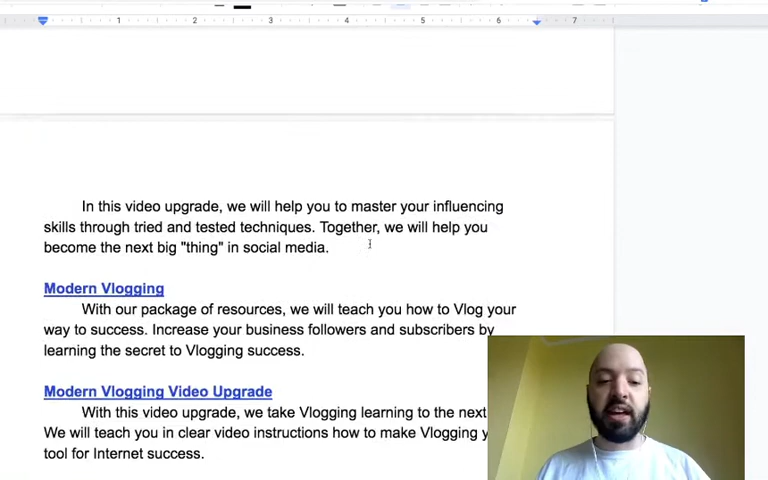 1 2 3 4 5 6 7
In this video upgrade, we will help you to master your influencing
skills through tried and tested techniques. Together, we will help you
become the next big "thing" in social media.
Modern Vlogging
With our package of resources, we will teach you how to Vlog your
way to success. Increase your business followers and subscribers by
learning the secret to Vlogging success.
Modern Vlogging Video Upgrade
With this video upgrade, we take Vlogging learning to the next
We will teach you in clear video instructions how to make Vlogging
tool for Internet success.